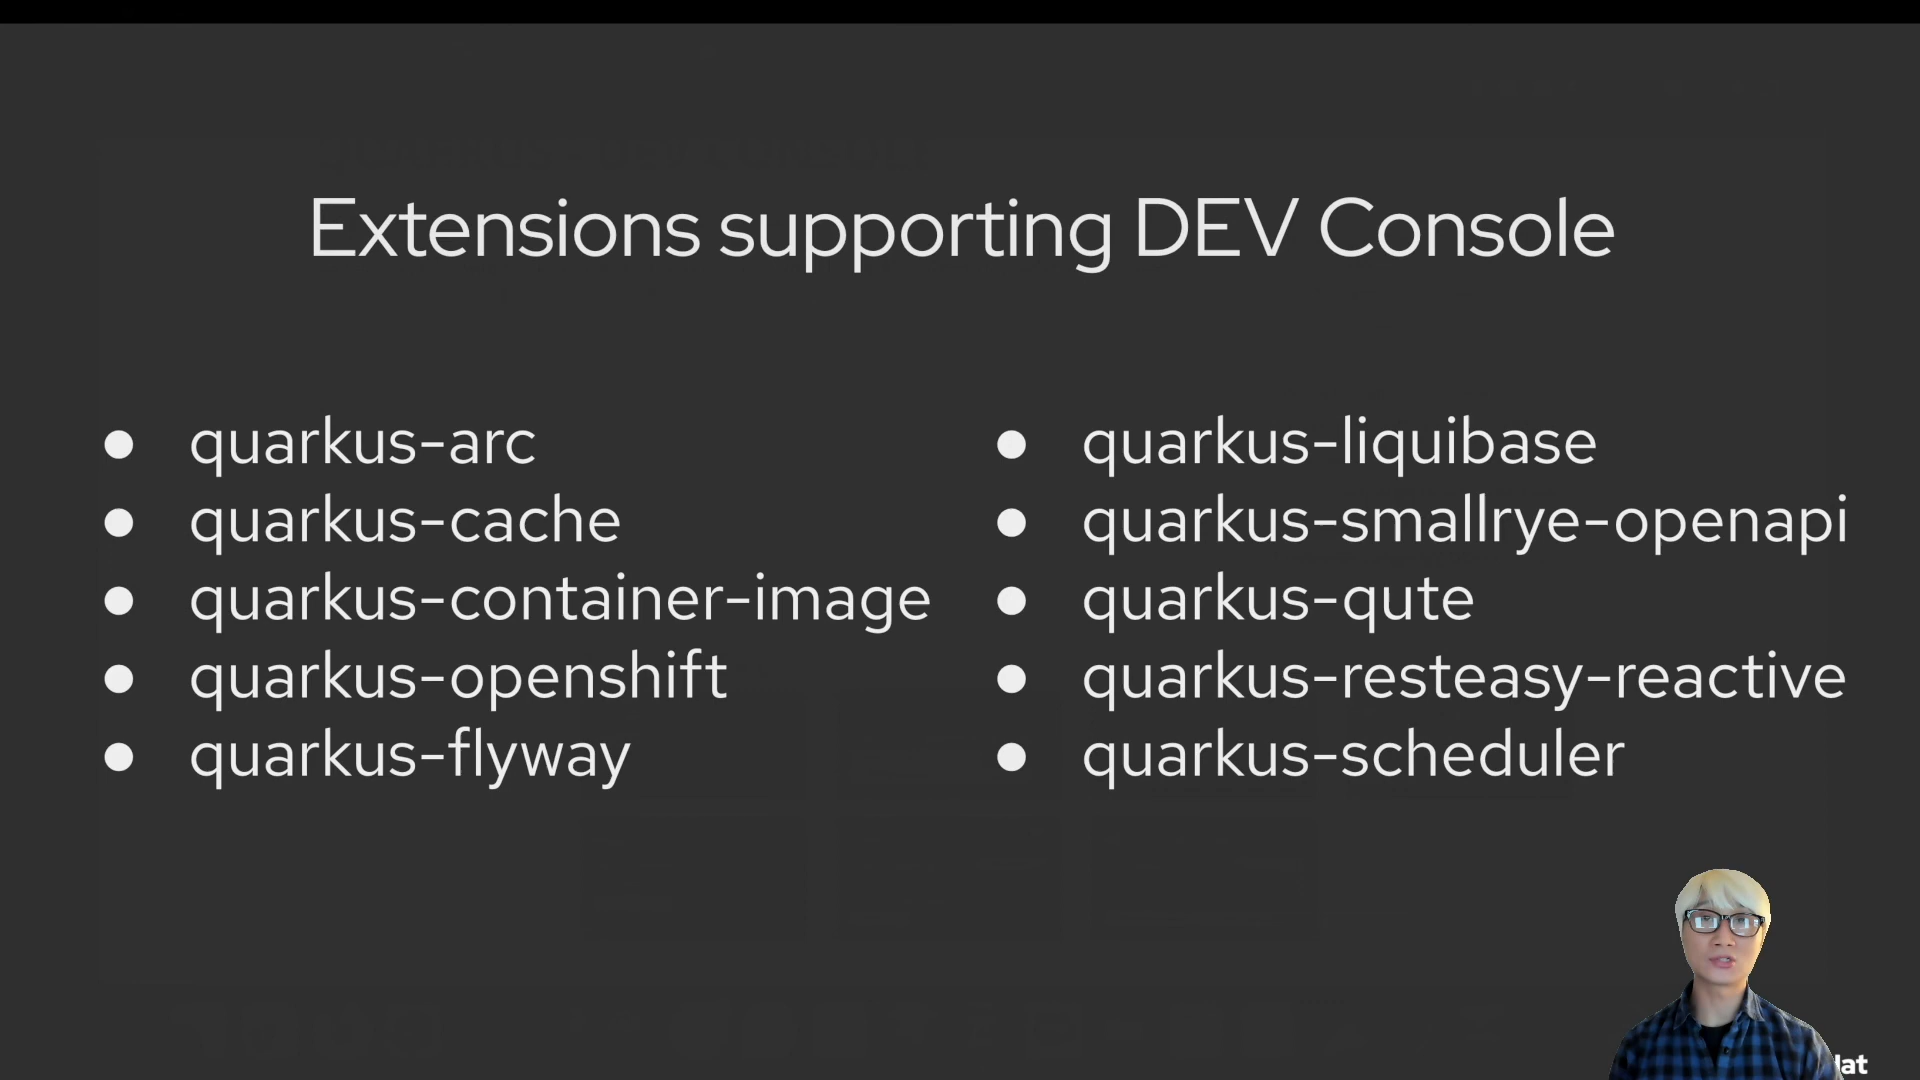 Extensions supporting DEV Console
● quarkus-arc
● quarkus-cache
● quarkus-container-image
● quarkus-openshift
● quarkus-flyway
● quarkus-liquibase
● quarkus-smallrye-openapi
● quarkus-qute
● quarkus-resteasy-reactive
● quarkus-scheduler